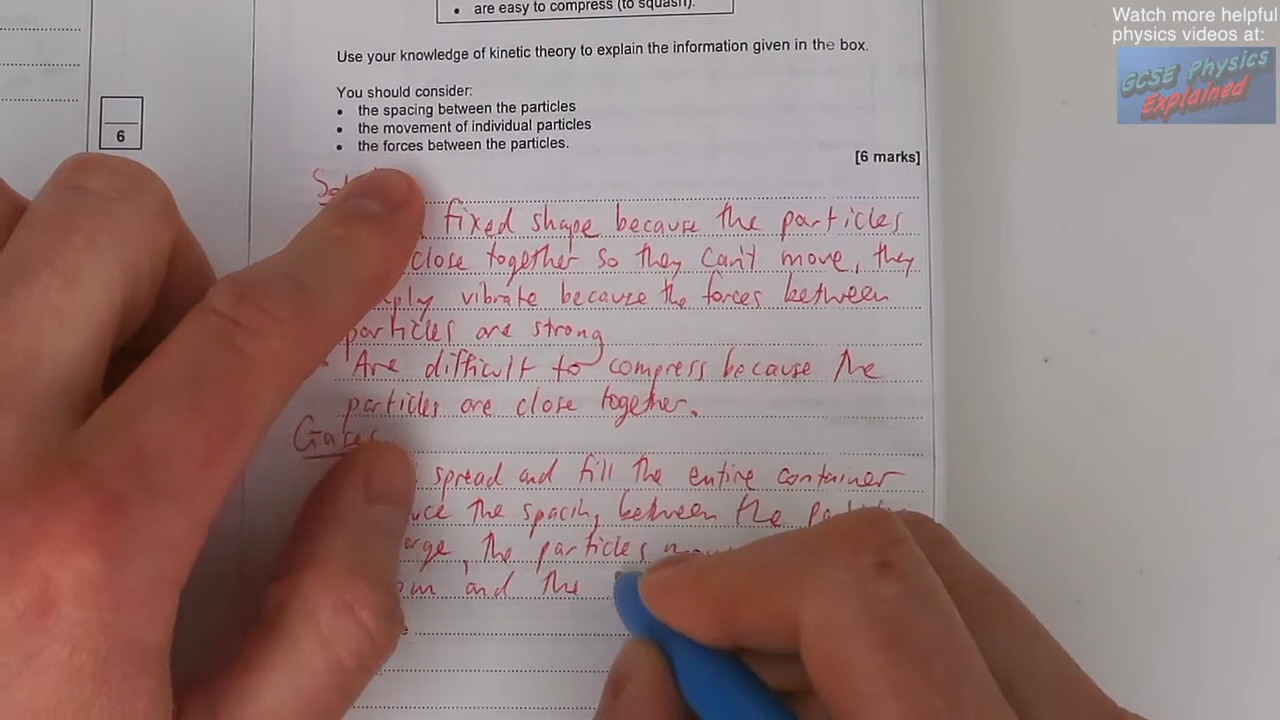 • are easy to compress (to squash).
Watch more helpful
physics videos at:
GCSE Physics
Explained
Use your knowledge of kinetic theory to explain the information given in the box.
You should consider:
• the spacing between the particles
• the movement of individual particles
• the forces between the particles.
6
[6 marks]
fixed shape because the particles
close together so they can't move, they
vibrate because the forces between
particles are strong
• Are difficult to compress because the
particles are close together.
Gases
spread and fill the entire container
the spacing between the
, the particles
and the